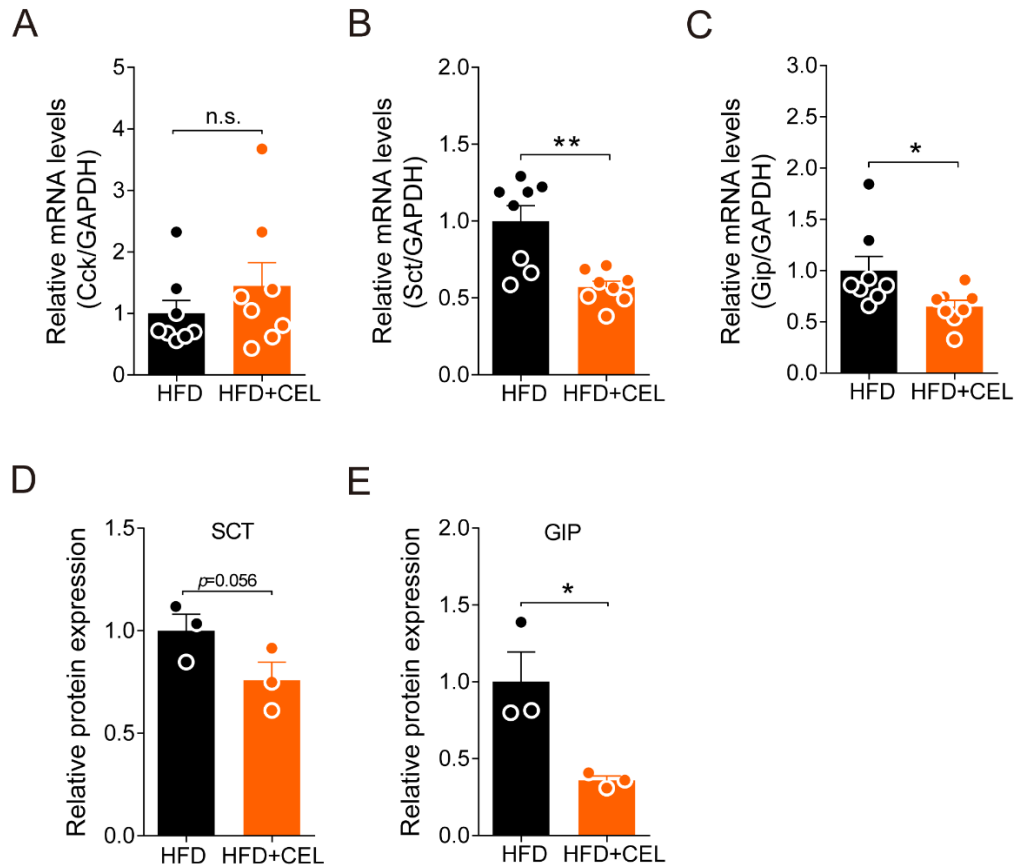 A
Relative mRNA levels
(Cck/GAPDH)
5
4
3
2
1
0
n.s.
HFD
HFD+CEL
B
Relative mRNA levels
(Sct/GAPDH)
2.0
1.5
1.0
0.5
0.0
**
HFD
HFD+CEL
C
Relative mRNA levels
(Gip/GAPDH)
3.0
2.5
2.0
1.5
1.0
0.5
0.0
*
HFD
HFD+CEL
D
Relative protein expression
1.5
1.0
0.5
0.0
SCT
p=0.056
HFD
HFD+CEL
E
Relative protein expression
2.0
1.5
1.0
0.5
0.0
GIP
*
HFD
HFD+CEL